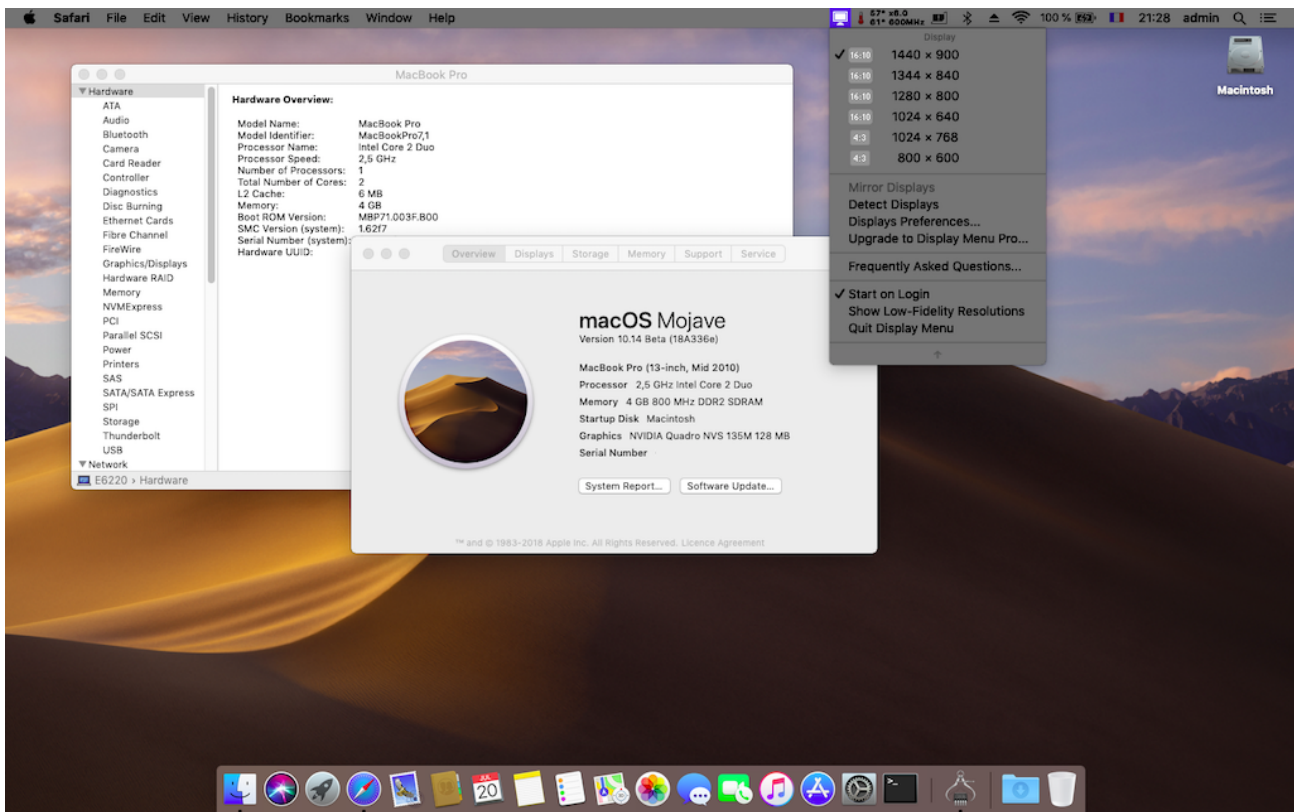 Safari File Edit View History Bookmarks Window Help
57° x6.0
61° 600MHz
100 % 21:28 admin
Display
16:10 1440 × 900
16:10 1344 × 840
16:10 1280 × 800
16:10 1024 × 640
4:3 1024 × 768
4:3 800 × 600
Mirror Displays
Detect Displays
Displays Preferences...
Upgrade to Display Menu Pro...
Frequently Asked Questions...
Start on Login
Show Low-Fidelity Resolutions
Quit Display Menu
Macintosh
MacBook Pro
Hardware
ATA
Audio
Bluetooth
Camera
Card Reader
Controller
Diagnostics
Disc Burning
Ethernet Cards
Fibre Channel
FireWire
Graphics/Displays
Hardware RAID
Memory
NVMExpress
PCI
Parallel SCSI
Power
Printers
SAS
SATA/SATA Express
SPI
Storage
Thunderbolt
USB
Network
E6220 › Hardware
Hardware Overview:
Model Name: MacBook Pro
Model Identifier: MacBookPro7,1
Processor Name: Intel Core 2 Duo
Processor Speed: 2,5 GHz
Number of Processors: 1
Total Number of Cores: 2
L2 Cache: 6 MB
Memory: 4 GB
Boot ROM Version: MBP71.003F.B00
SMC Version (system): 1.62f7
Serial Number (system):
Hardware UUID:
Overview Displays Storage Memory Support Service
macOS Mojave
Version 10.14 Beta (18A336e)
MacBook Pro (13-inch, Mid 2010)
Processor 2,5 GHz Intel Core 2 Duo
Memory 4 GB 800 MHz DDR2 SDRAM
Startup Disk Macintosh
Graphics NVIDIA Quadro NVS 135M 128 MB
Serial Number
System Report... Software Update...
™ and © 1983-2018 Apple Inc. All Rights Reserved. Licence Agreement
JUL
20